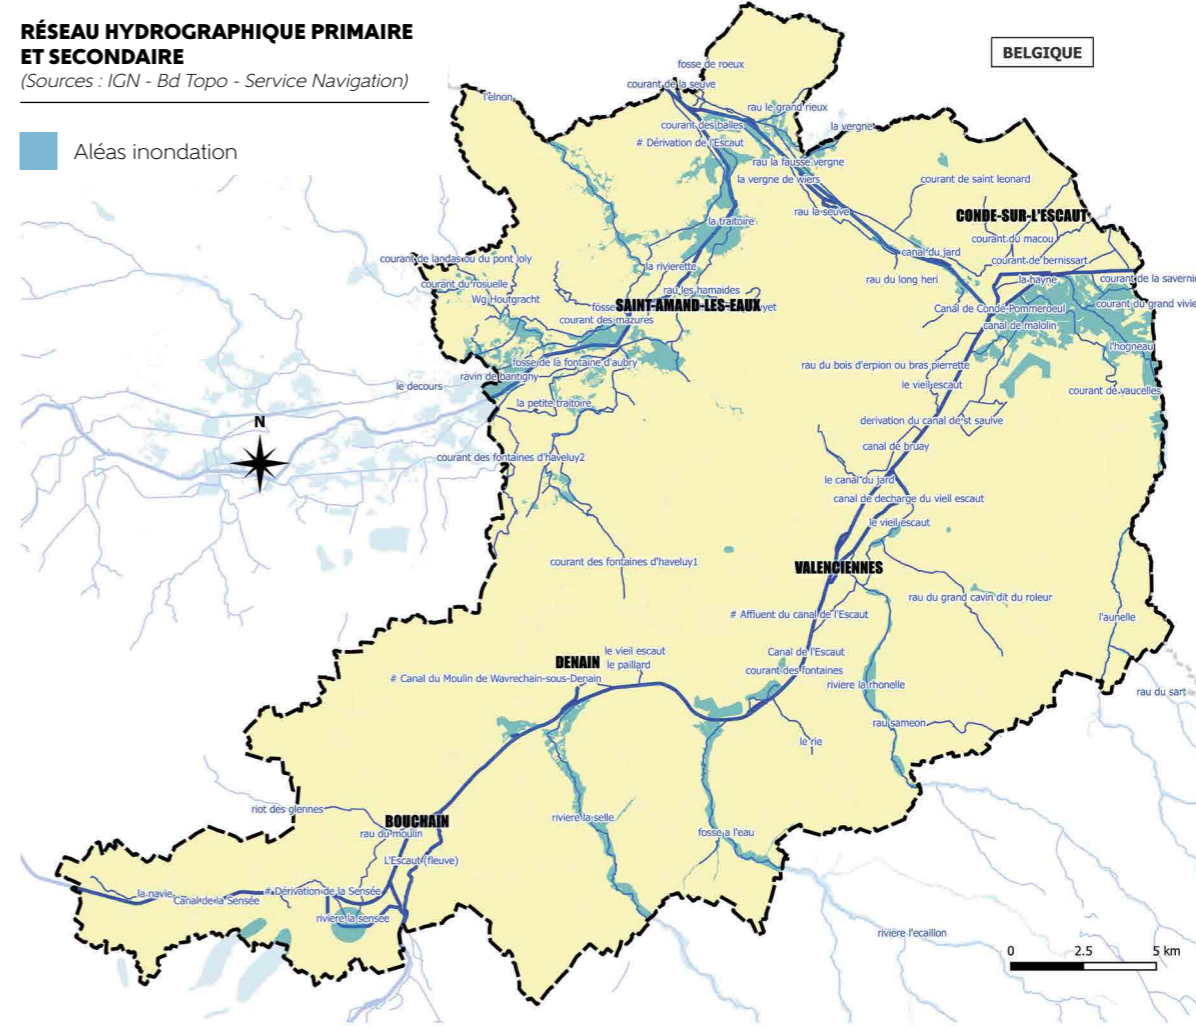 RÉSEAU HYDROGRAPHIQUE PRIMAIRE
ET SECONDAIRE
(Sources : IGN - Bd Topo - Service Navigation)
Aléas inondation
BELGIQUE
fosse de roeux
courant de la seuve
l'elnon
rau le grand rieux
courant des balles
la vergne
# Dérivation de l'Escaut
rau la fausse vergne
la vergne de wiers
courant de saint leonard
rau la seuve
CONDE-SUR-L'ESCAUT
la traitoire
courant du macou
canal du jard
courant de landas ou du pont loly
courant de bernissart
la rivierette
rau du long heri
la hayne
courant de la
courant du rosuelle
rau les hamaides
Wg Houtgracht
courant du grand
fosse
SAINT-AMAND-LES-EAUX
Canal de Condé-Pommeroeul
courant des mazures
canal de malolin
l'hogneau
fosse de la fontaine d'aubry
rau du bois d'erpion ou bras pierrette
ravin de bantigny
le decours
le vieil escaut
courant de vaucelles
la petite traitoire
N
derivation du canal de st saulve
canal de bruay
courant des fontaines d'haveluy2
le canal du jard
canal de decharge du vieil escaut
le vieil escaut
courant des fontaines d'haveluy1
VALENCIENNES
rau du grand cavin dit du roleur
# Affluent du canal de l'Escaut
l'aunelle
le vieil escaut
Canal de l'Escaut
DENAIN
le paillard
courant des fontaines
# Canal du Moulin de Wavrechain-sous-Denain
riviere la rhonelle
rau du sart
rau sameon
le rie
riot des glennes
BOUCHAIN
riviere la selle
rau du moulin
fosse a l'eau
L'Escaut (fleuve)
la navie
# Dérivation de la Sensée
Canal de la Sensée
riviere la sensee
riviere l'ecaillon
0 2.5 5 km